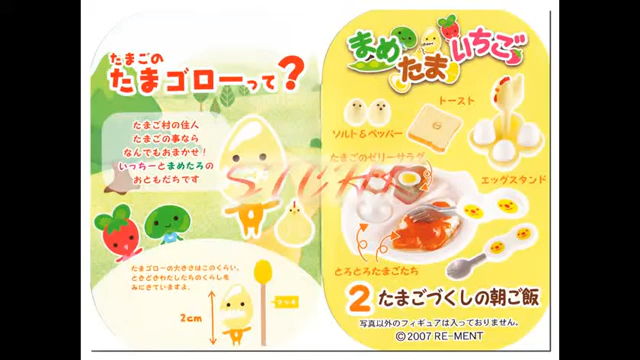 たまごの
たまゴローって?
たまご村の住人
たまごの事なら
なんでもおまかせ!
いっちーとまめたろの
おともだちです
たまゴローの大きさはこのくらい。
ときどきわたしたちのくらしを
みにきていますよ。
2cm
まめ
たま
いちご
ソルト&ペッパー
トースト
たまごのゼリーサラダ
エッグスタンド
とろとろたまごたち
2 たまごづくしの朝ご飯
写真以外のフィギュアは入っておりません。
©2007 RE-MENT